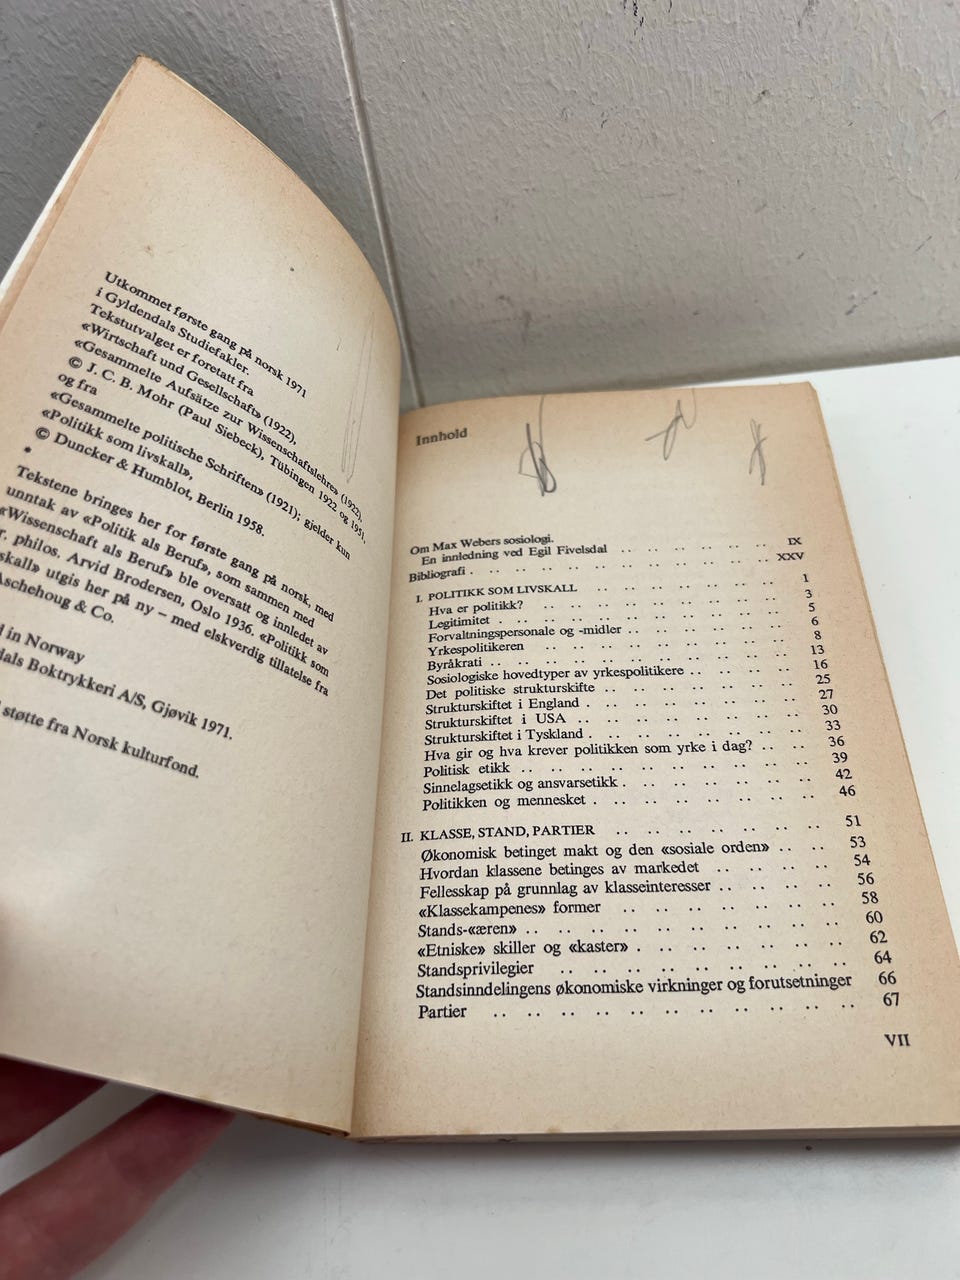 Utkommet første gang på norsk 1971
i Gyldendals Studiefakler.
Tekstutvalget er foretatt fra
«Wirtschaft und Gesellschaft» (1922),
«Gesammelte Aufsätze zur Wissenschaftslehre» (1922),
© J. C. B. Mohr (Paul Siebeck), Tübingen 1922 og 1951,
og fra
«Gesammelte politische Schriften» (1921); gjelder kun
«Politikk som livskall»,
© Duncker & Humblot, Berlin 1958.
*
Tekstene bringes her for første gang på norsk, med
unntak av «Politik als Beruf», som sammen med
«Wissenschaft als Beruf» ble oversatt og innledet av
r. philos. Arvid Brodersen, Oslo 1936. «Politikk som
skall» utgis her på ny – med elskverdig tillatelse fra
Aschehoug & Co.
d in Norway
dals Boktrykkeri A/S, Gjøvik 1971.
støtte fra Norsk kulturfond.
Innhold
Om Max Webers sosiologi.
En innledning ved Egil Fivelsdal .. .. .. .. .. .. IX
Bibliografi . .. .. .. .. .. .. .. .. .. .. XXV
I. POLITIKK SOM LIVSKALL .. .. .. .. .. .. 1
Hva er politikk? .. .. .. .. .. .. .. .. 3
Legitimitet . .. .. .. .. .. .. .. .. .. 5
Forvaltningspersonale og -midler .. .. .. .. .. 6
Yrkespolitikeren .. .. .. .. .. .. .. .. 8
Byråkrati .. .. .. .. .. .. .. .. .. .. 13
Sosiologiske hovedtyper av yrkespolitikere .. .. .. .. 16
Det politiske strukturskifte .. .. .. .. .. .. 25
Strukturskiftet i England . .. .. .. .. .. .. 27
Strukturskiftet i USA .. .. .. .. .. .. .. 30
Strukturskiftet i Tyskland . .. .. .. .. .. .. 33
Hva gir og hva krever politikken som yrke i dag? .. .. 36
Politisk etikk .. .. .. .. .. .. .. .. .. 39
Sinnelagsetikk og ansvarsetikk . .. .. .. .. .. 42
Politikken og mennesket . .. .. .. .. .. .. 46
II. KLASSE, STAND, PARTIER .. .. .. .. .. .. 51
Økonomisk betinget makt og den «sosiale orden» .. .. 53
Hvordan klassene betinges av markedet .. .. .. .. 54
Fellesskap på grunnlag av klasseinteresser .. .. .. .. 56
«Klassekampenes» former .. .. .. .. .. .. 58
Stands-«æren» .. .. .. .. .. .. .. .. .. 60
«Etniske» skiller og «kaster» . .. .. .. .. .. .. 62
Standsprivilegier .. .. .. .. .. .. .. .. .. 64
Standsinndelingens økonomiske virkninger og forutsetninger 66
Partier .. .. .. .. .. .. .. .. .. .. .. 67
VII